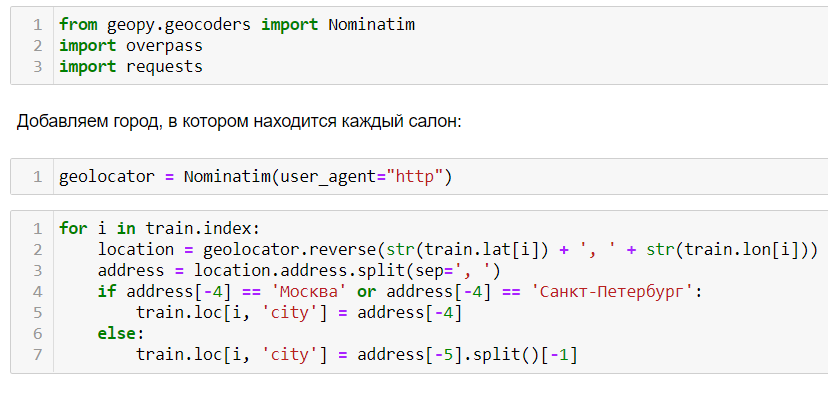 1 from geopy.geocoders import Nominatim
2 import overpass
3 import requests
Добавляем город, в котором находится каждый салон:
1 geolocator = Nominatim(user_agent="http")
1 for i in train.index:
2     location = geolocator.reverse(str(train.lat[i]) + ', ' + str(train.lon[i]))
3     address = location.address.split(sep=', ')
4     if address[-4] == 'Москва' or address[-4] == 'Санкт-Петербург':
5         train.loc[i, 'city'] = address[-4]
6     else:
7         train.loc[i, 'city'] = address[-5].split()[-1]